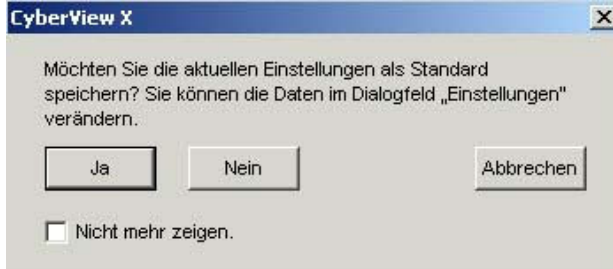 CyberView X
Möchten Sie die aktuellen Einstellungen als Standard
speichern? Sie können die Daten im Dialogfeld „Einstellungen"
verändern.
Ja Nein Abbrechen
Nicht mehr zeigen.